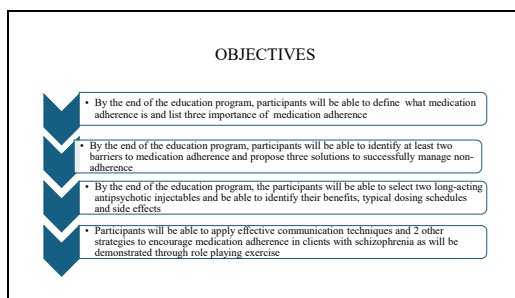 OBJECTIVES
• By the end of the education program, participants will be able to define what medication
adherence is and list three importance of medication adherence
• By the end of the education program, participants will be able to identify at least two
barriers to medication adherence and propose three solutions to successfully manage non-
adherence
• By the end of the education program, the participants will be able to select two long-acting
antipsychotic injectables and be able to identify their benefits, typical dosing schedules
and side effects
• Participants will be able to apply effective communication techniques and 2 other
strategies to encourage medication adherence in clients with schizophrenia as will be
demonstrated through role playing exercise